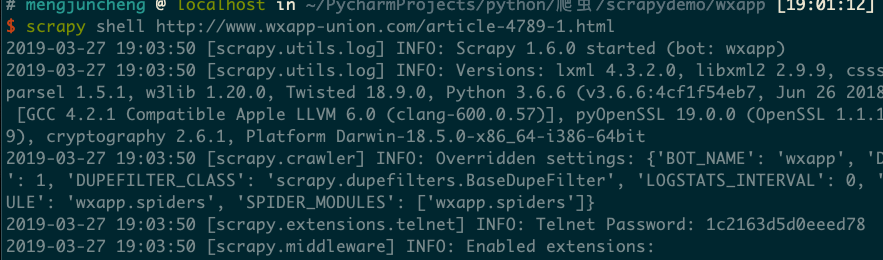 # mengjuncheng @ localhost in ~/PycharmProjects/python/爬虫/scrapydemo/wxapp [19:01:12]
$ scrapy shell http://www.wxapp-union.com/article-4789-1.html
2019-03-27 19:03:50 [scrapy.utils.log] INFO: Scrapy 1.6.0 started (bot: wxapp)
2019-03-27 19:03:50 [scrapy.utils.log] INFO: Versions: lxml 4.3.2.0, libxml2 2.9.9, csss
parsel 1.5.1, w3lib 1.20.0, Twisted 18.9.0, Python 3.6.6 (v3.6.6:4cf1f54eb7, Jun 26 2018
[GCC 4.2.1 Compatible Apple LLVM 6.0 (clang-600.0.57)], pyOpenSSL 19.0.0 (OpenSSL 1.1.1
9), cryptography 2.6.1, Platform Darwin-18.5.0-x86_64-i386-64bit
2019-03-27 19:03:50 [scrapy.crawler] INFO: Overridden settings: {'BOT_NAME': 'wxapp', 'D
': 1, 'DUPEFILTER_CLASS': 'scrapy.dupefilters.BaseDupeFilter', 'LOGSTATS_INTERVAL': 0, '
ULE': 'wxapp.spiders', 'SPIDER_MODULES': ['wxapp.spiders']}
2019-03-27 19:03:50 [scrapy.extensions.telnet] INFO: Telnet Password: 1c2163d5d0eeed78
2019-03-27 19:03:50 [scrapy.middleware] INFO: Enabled extensions: